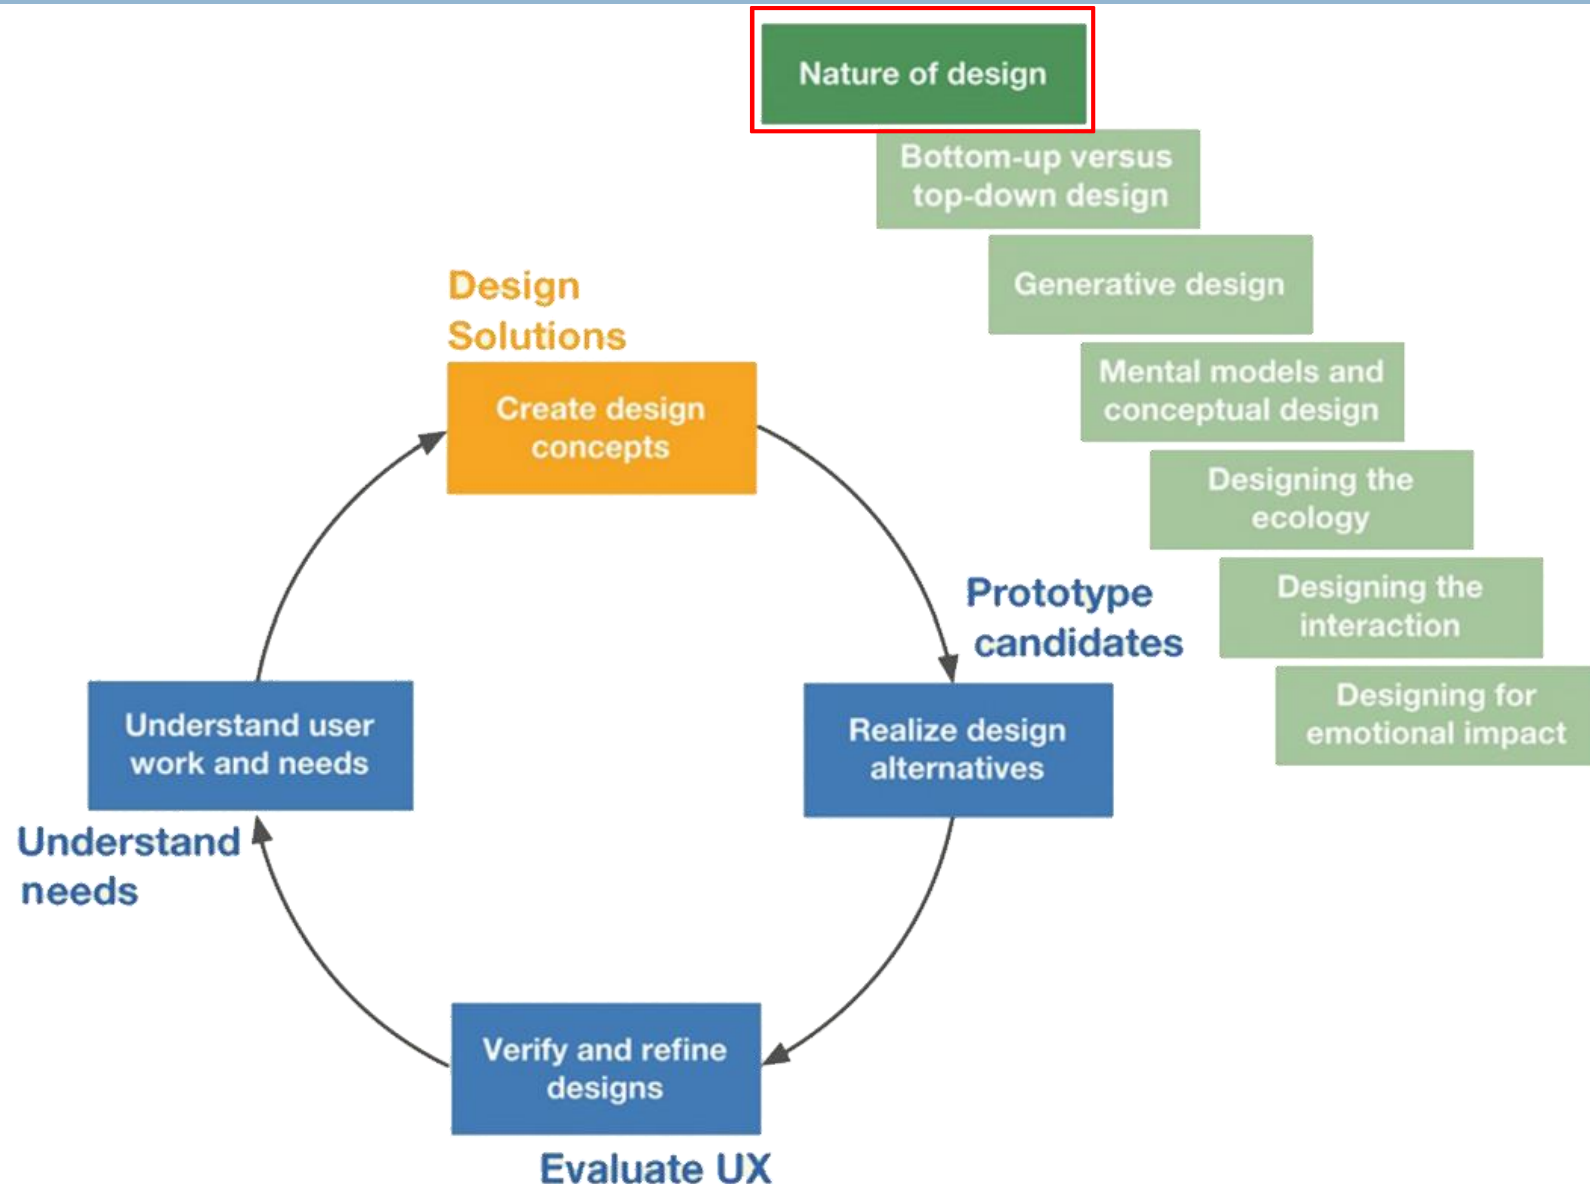 Nature of design
Bottom-up versus
top-down design
Generative design
Mental models and
conceptual design
Designing the
ecology
Designing the
interaction
Designing for
emotional impact
Design
Solutions
Create design
concepts
Prototype
candidates
Realize design
alternatives
Understand user
work and needs
Understand
needs
Verify and refine
designs
Evaluate UX